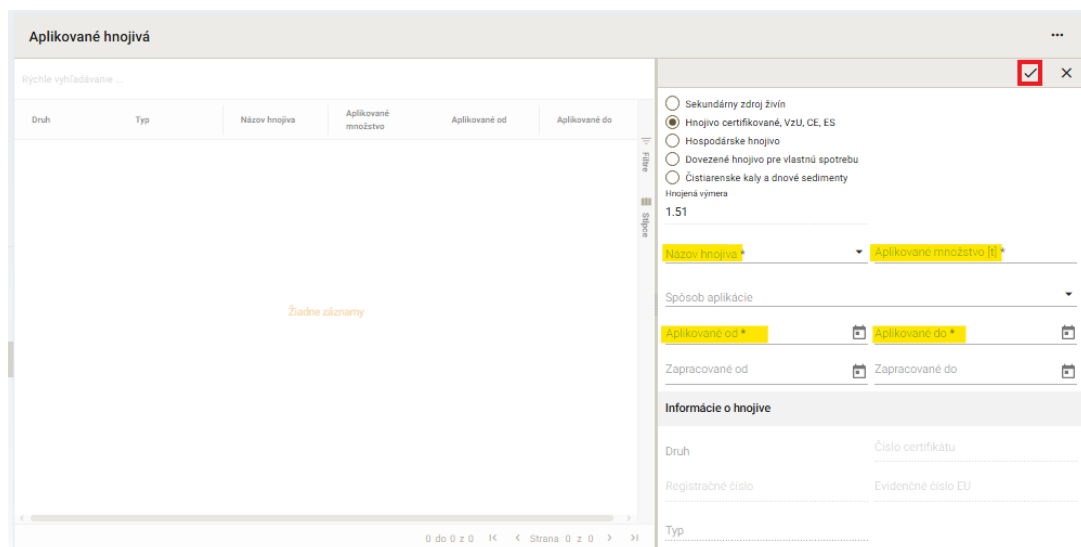 Aplikované hnojivá
Rýchle vyhľadávanie ...
Druh
Typ
Názov hnojiva
Aplikované
množstvo
Aplikované od
Aplikované do
Filtre
Stĺpce
Žiadne záznamy
0 do 0 z 0
Strana 0 z 0
Sekundárny zdroj živín
Hnojivo certifikované, VzU, CE, ES
Hospodárske hnojivo
Dovezené hnojivo pre vlastnú spotrebu
Čistiarenske kaly a dnové sedimenty
Hnojená výmera
1.51
Názov hnojiva *
Aplikované množstvo [t] *
Spôsob aplikácie
Aplikované od *
Aplikované do *
Zapracované od
Zapracované do
Informácie o hnojive
Druh
Číslo certifikátu
Registračné číslo
Evidenčné číslo EU
Typ